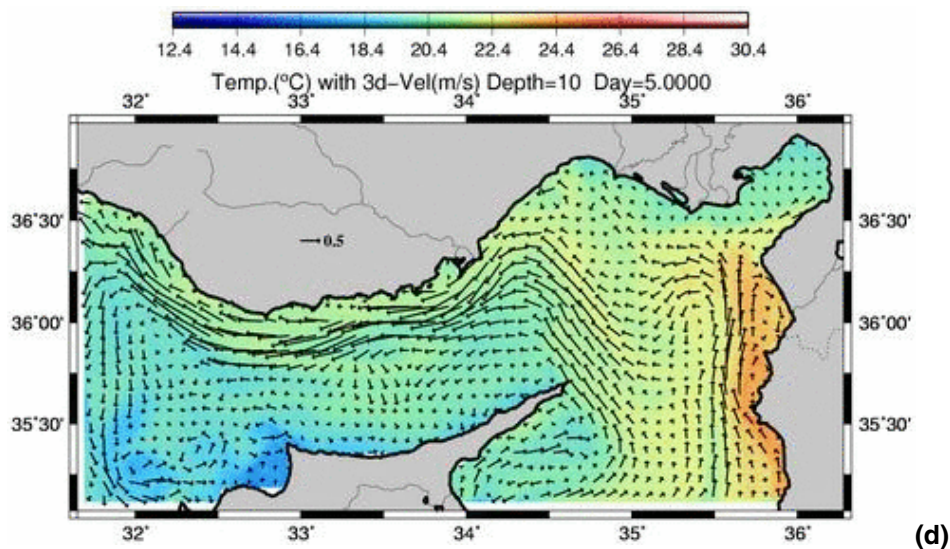 12.4 14.4 16.4 18.4 20.4 22.4 24.4 26.4 28.4 30.4
Temp.(°C) with 3d-Vel(m/s) Depth=10 Day=5.0000
32° 33° 34° 35° 36°
36°30' 36°30'
0.5
36°00' 36°00'
35°30' 35°30'
32° 33° 34° 35° 36°
(d)